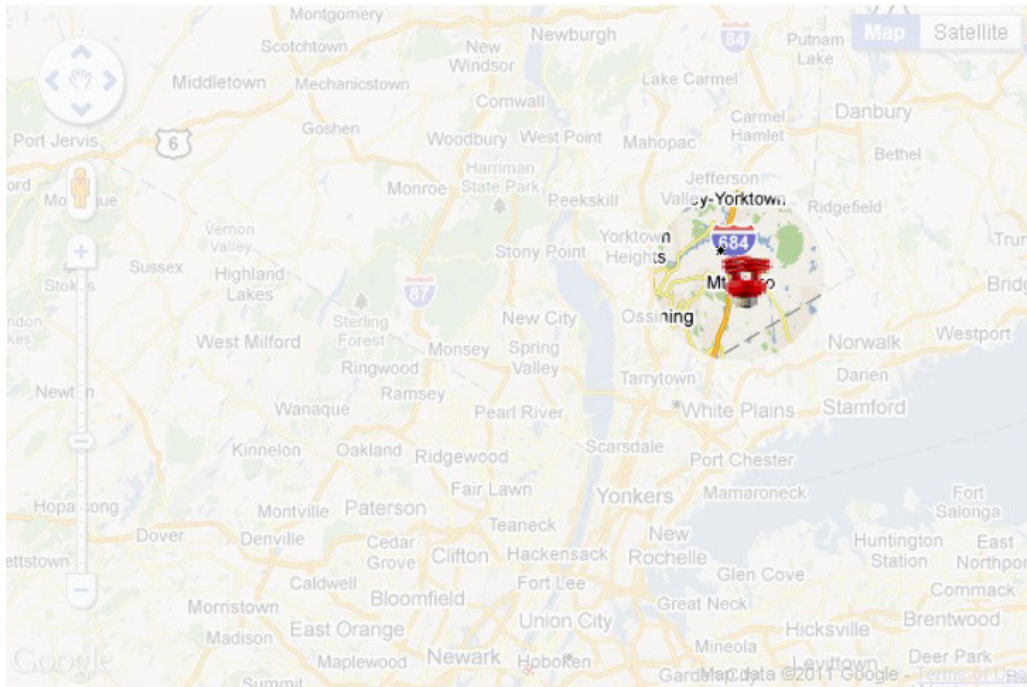 Montgomery
Newburgh
84
Putnam
Lake
Map
Satellite
Scotchtown
New
Windsor
Middletown
Mechanicstown
Lake Carmel
Cornwall
Carmel
Hamlet
Danbury
Port Jervis
6
Goshen
Woodbury
West Point
Mahopac
Bethel
Harriman
State Park
Monroe
Peekskill
Jefferson
Valley-Yorktown
Ridgefield
Vernon
Valley
Stony Point
Yorktown
Heights
684
Sussex
Highland
Lakes
87
New City
Ossining
Sterling
Forest
West Milford
Monsey
Spring
Valley
Norwalk
Westport
Ringwood
Ramsey
Tarrytown
Darien
Wanaque
Pearl River
White Plains
Stamford
Kinnelon
Oakland
Ridgewood
Scarsdale
Port Chester
Fair Lawn
Yonkers
Mamaroneck
Fort
Salonga
Montville
Paterson
Teaneck
New
Rochelle
Huntington
Station
East
Dover
Denville
Cedar
Grove
Clifton
Hackensack
Glen Cove
Caldwell
Bloomfield
Fort Lee
Commack
Morristown
Great Neck
Union City
Hicksville
Brentwood
Madison
East Orange
Mineola
Google
Maplewood
Newark
Hoboken
Levittown
Deer Park
Summit
Garden City
Map data ©2011 Google - Terms of Use